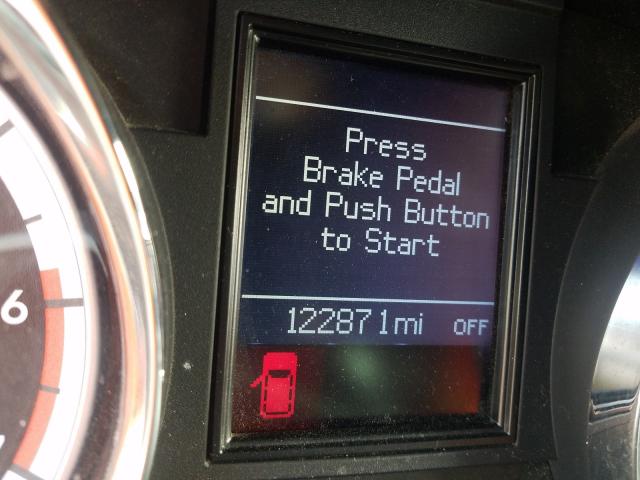 Press
Brake Pedal
and Push Button
to Start
122871mi OFF
6